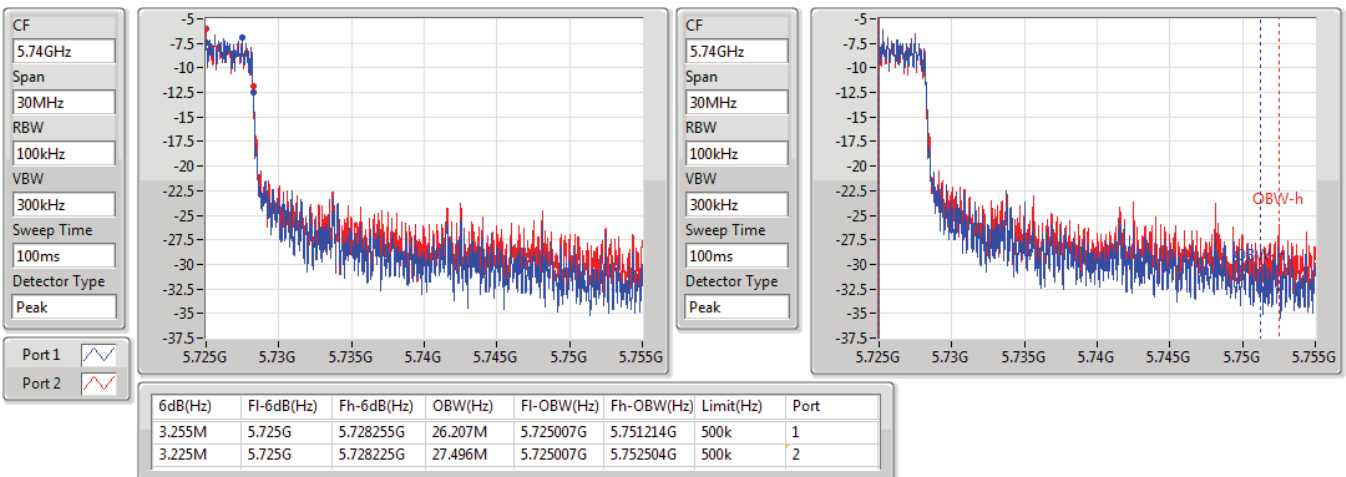 CF
5.74GHz
Span
30MHz
RBW
100kHz
VBW
300kHz
Sweep Time
100ms
Detector Type
Peak
Port 1
Port 2
-5
-7.5
-10
-12.5
-15
-17.5
-20
-22.5
-25
-27.5
-30
-32.5
-35
-37.5
5.725G 5.73G 5.735G 5.74G 5.745G 5.75G 5.755G
CF
5.74GHz
Span
30MHz
RBW
100kHz
VBW
300kHz
Sweep Time
100ms
Detector Type
Peak
-5
-7.5
-10
-12.5
-15
-17.5
-20
-22.5
-25
-27.5
-30
-32.5
-35
-37.5
OBW-h
5.725G 5.73G 5.735G 5.74G 5.745G 5.75G 5.755G
6dB(Hz) Fl-6dB(Hz) Fh-6dB(Hz) OBW(Hz) Fl-OBW(Hz) Fh-OBW(Hz) Limit(Hz) Port
3.255M 5.725G 5.728255G 26.207M 5.725007G 5.751214G 500k 1
3.225M 5.725G 5.728225G 27.496M 5.725007G 5.752504G 500k 2